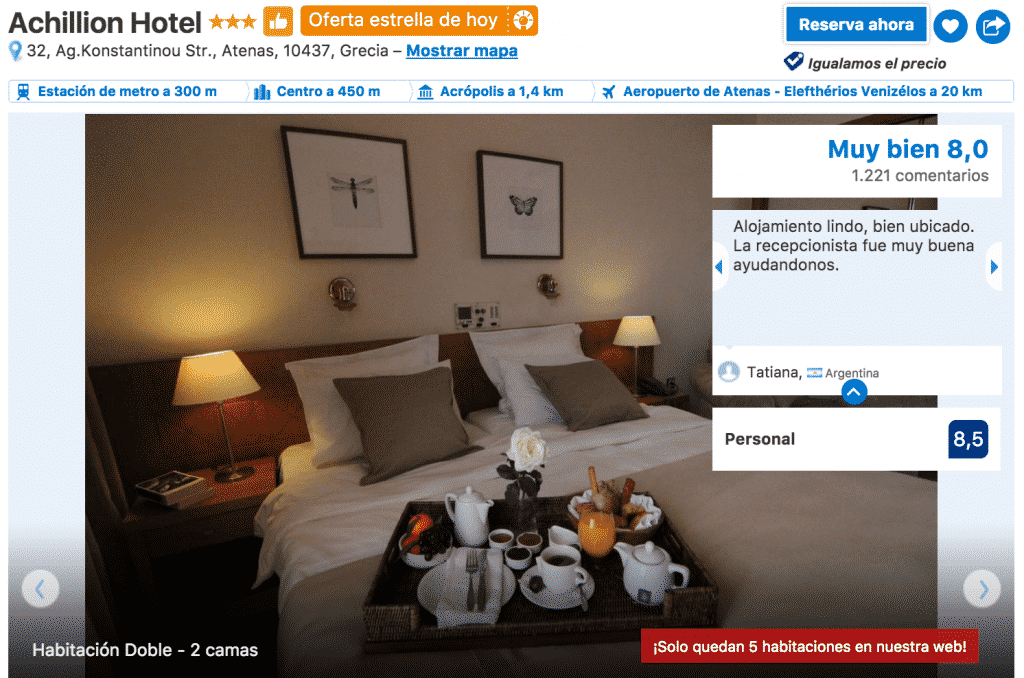 Achillion Hotel
Oferta estrella de hoy
Reserva ahora
32, Ag.Konstantinou Str., Atenas, 10437, Grecia – Mostrar mapa
Igualamos el precio
Estación de metro a 300 m
Centro a 450 m
Acrópolis a 1,4 km
Aeropuerto de Atenas - Elefthérios Venizélos a 20 km
Muy bien 8,0
1.221 comentarios
Alojamiento lindo, bien ubicado.
La recepcionista fue muy buena
ayudandonos.
Tatiana, Argentina
Personal 8,5
Habitación Doble - 2 camas
¡Solo quedan 5 habitaciones en nuestra web!